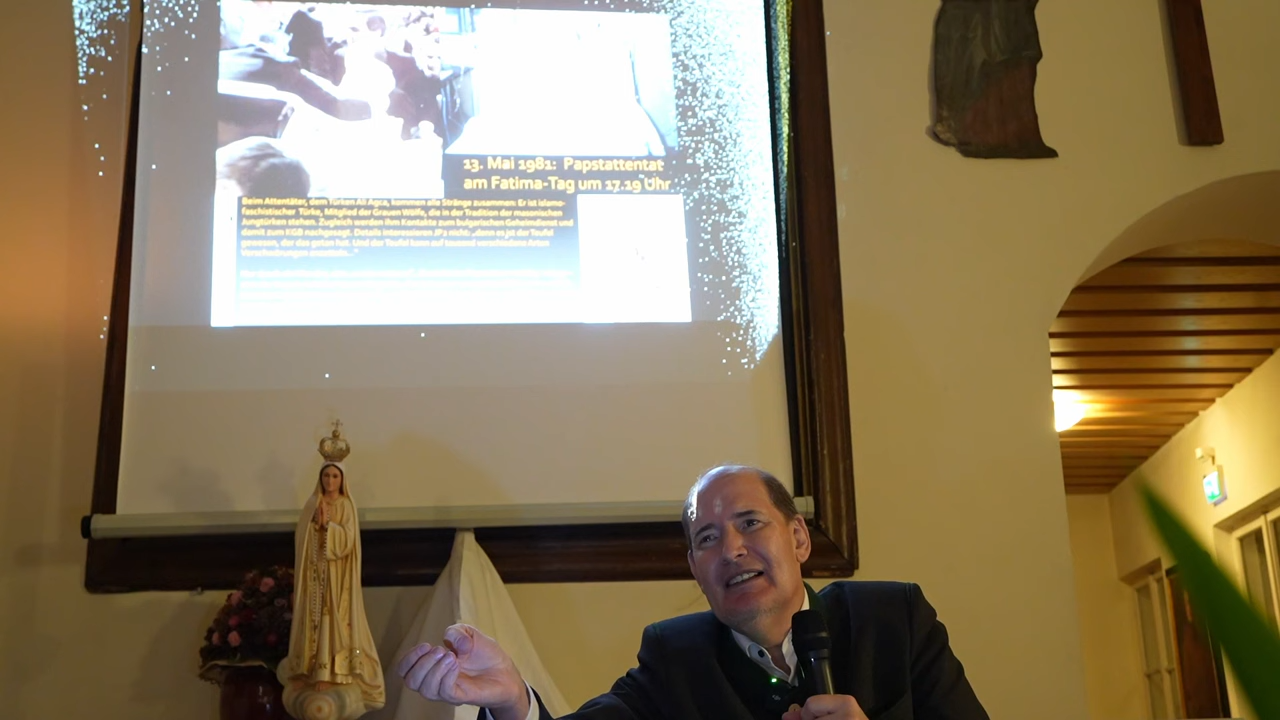 13. Mai 1981: Papstattentat
am Fatima-Tag um 17.19 Uhr
Beim Attentäter, dem Türken Ali Agca, kommen alle Stränge zusammen: Er ist islamo-
faschistischer Türke, Mitglied der Grauen Wölfe, die in der Tradition der masonischen
Jungtürken stehen. Zugleich werden ihm Kontakte zum bulgarischen Geheimdienst und
damit zum KGB nachgesagt. Details interessieren JP2 nicht: „denn es ist der Teufel
gewesen, der das getan hat. Und der Teufel kann auf tausend verschiedene Arten
Verschwörungen